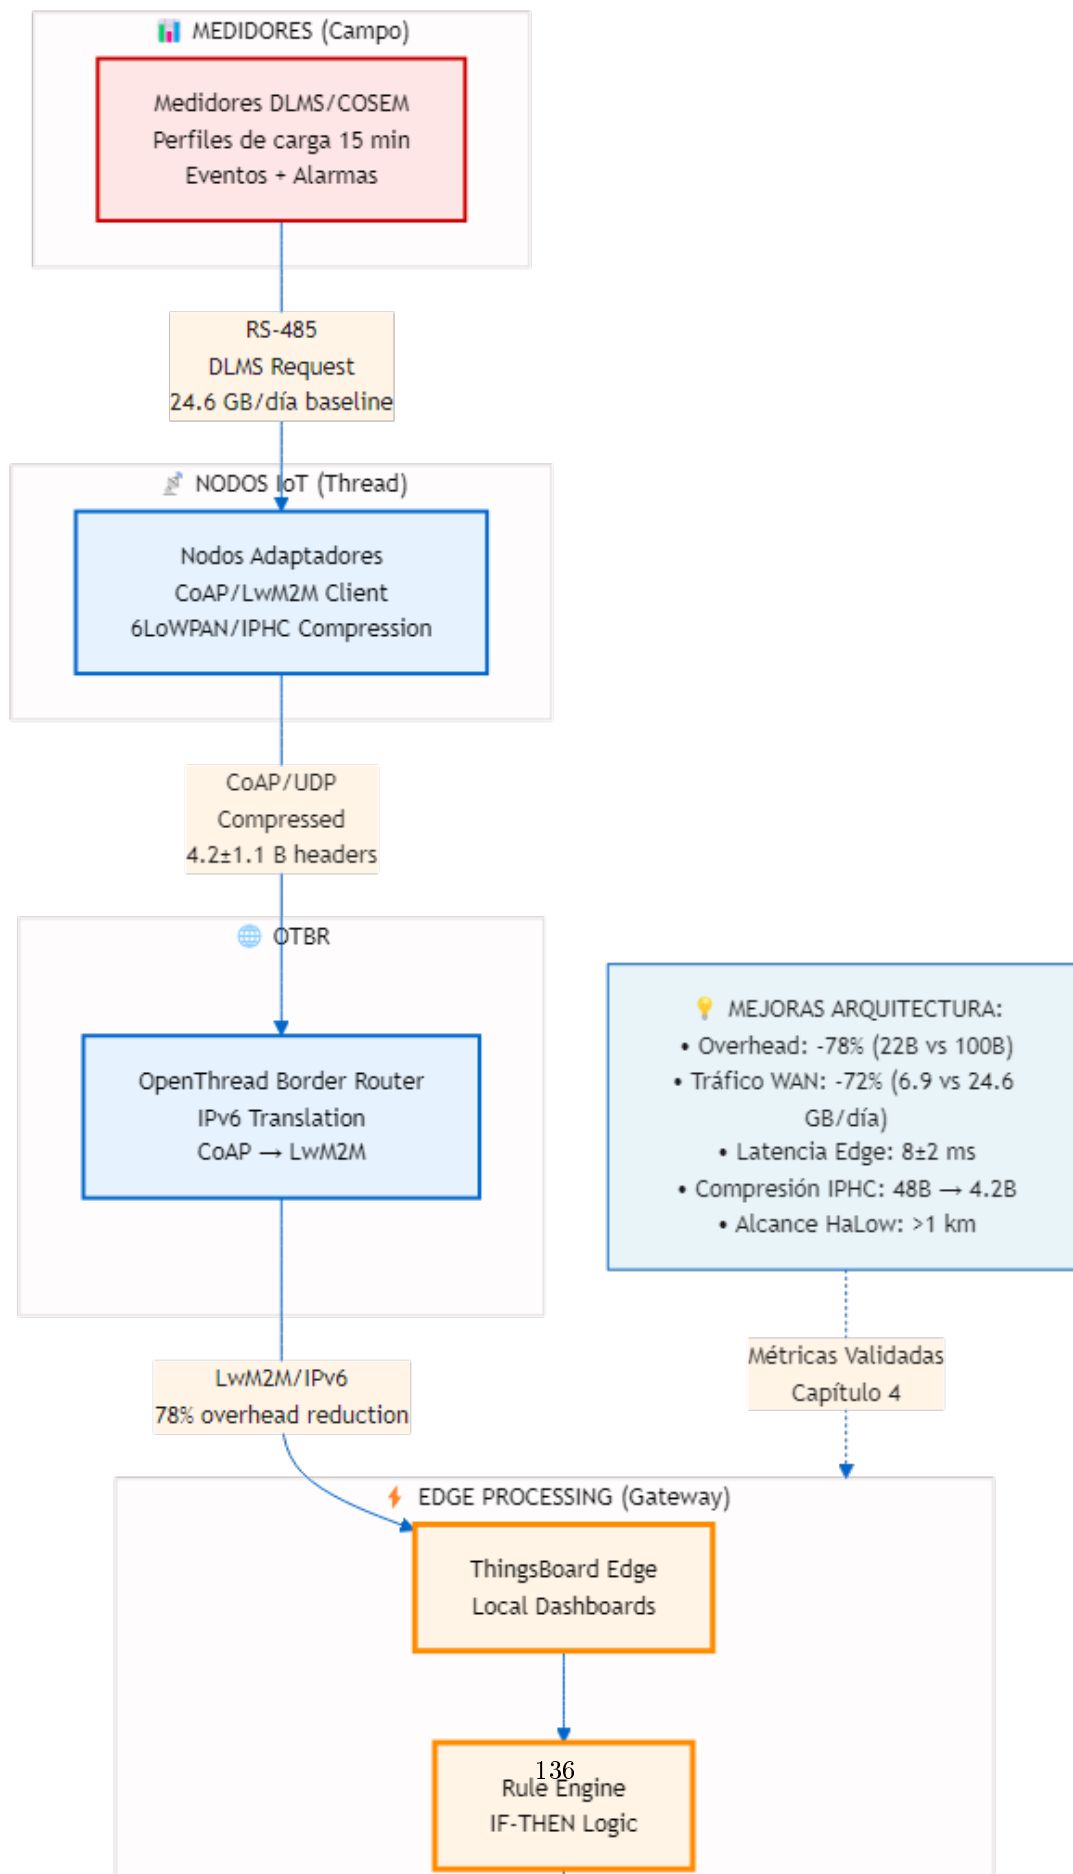 MEDIDORES (Campo)
Medidores DLMS/COSEM
Perfiles de carga 15 min
Eventos + Alarmas
RS-485
DLMS Request
24.6 GB/día baseline
NODOS IoT (Thread)
Nodos Adaptadores
CoAP/LwM2M Client
6LoWPAN/IPHC Compression
CoAP/UDP
Compressed
4.2±1.1 B headers
OTBR
OpenThread Border Router
IPv6 Translation
CoAP → LwM2M
MEJORAS ARQUITECTURA:
• Overhead: -78% (22B vs 100B)
• Tráfico WAN: -72% (6.9 vs 24.6
GB/día)
• Latencia Edge: 8±2 ms
• Compresión IPHC: 48B → 4.2B
• Alcance HaLow: >1 km
LwM2M/IPv6
78% overhead reduction
Métricas Validadas
Capítulo 4
EDGE PROCESSING (Gateway)
ThingsBoard Edge
Local Dashboards
136
Rule Engine
IF-THEN Logic